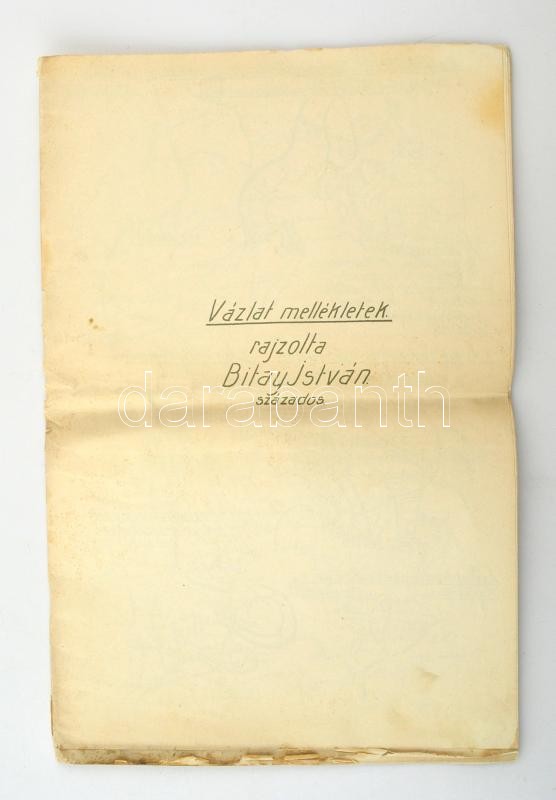 Vázlat mellékletek.
rajzolta
Bitay István.
százados.
darabanth